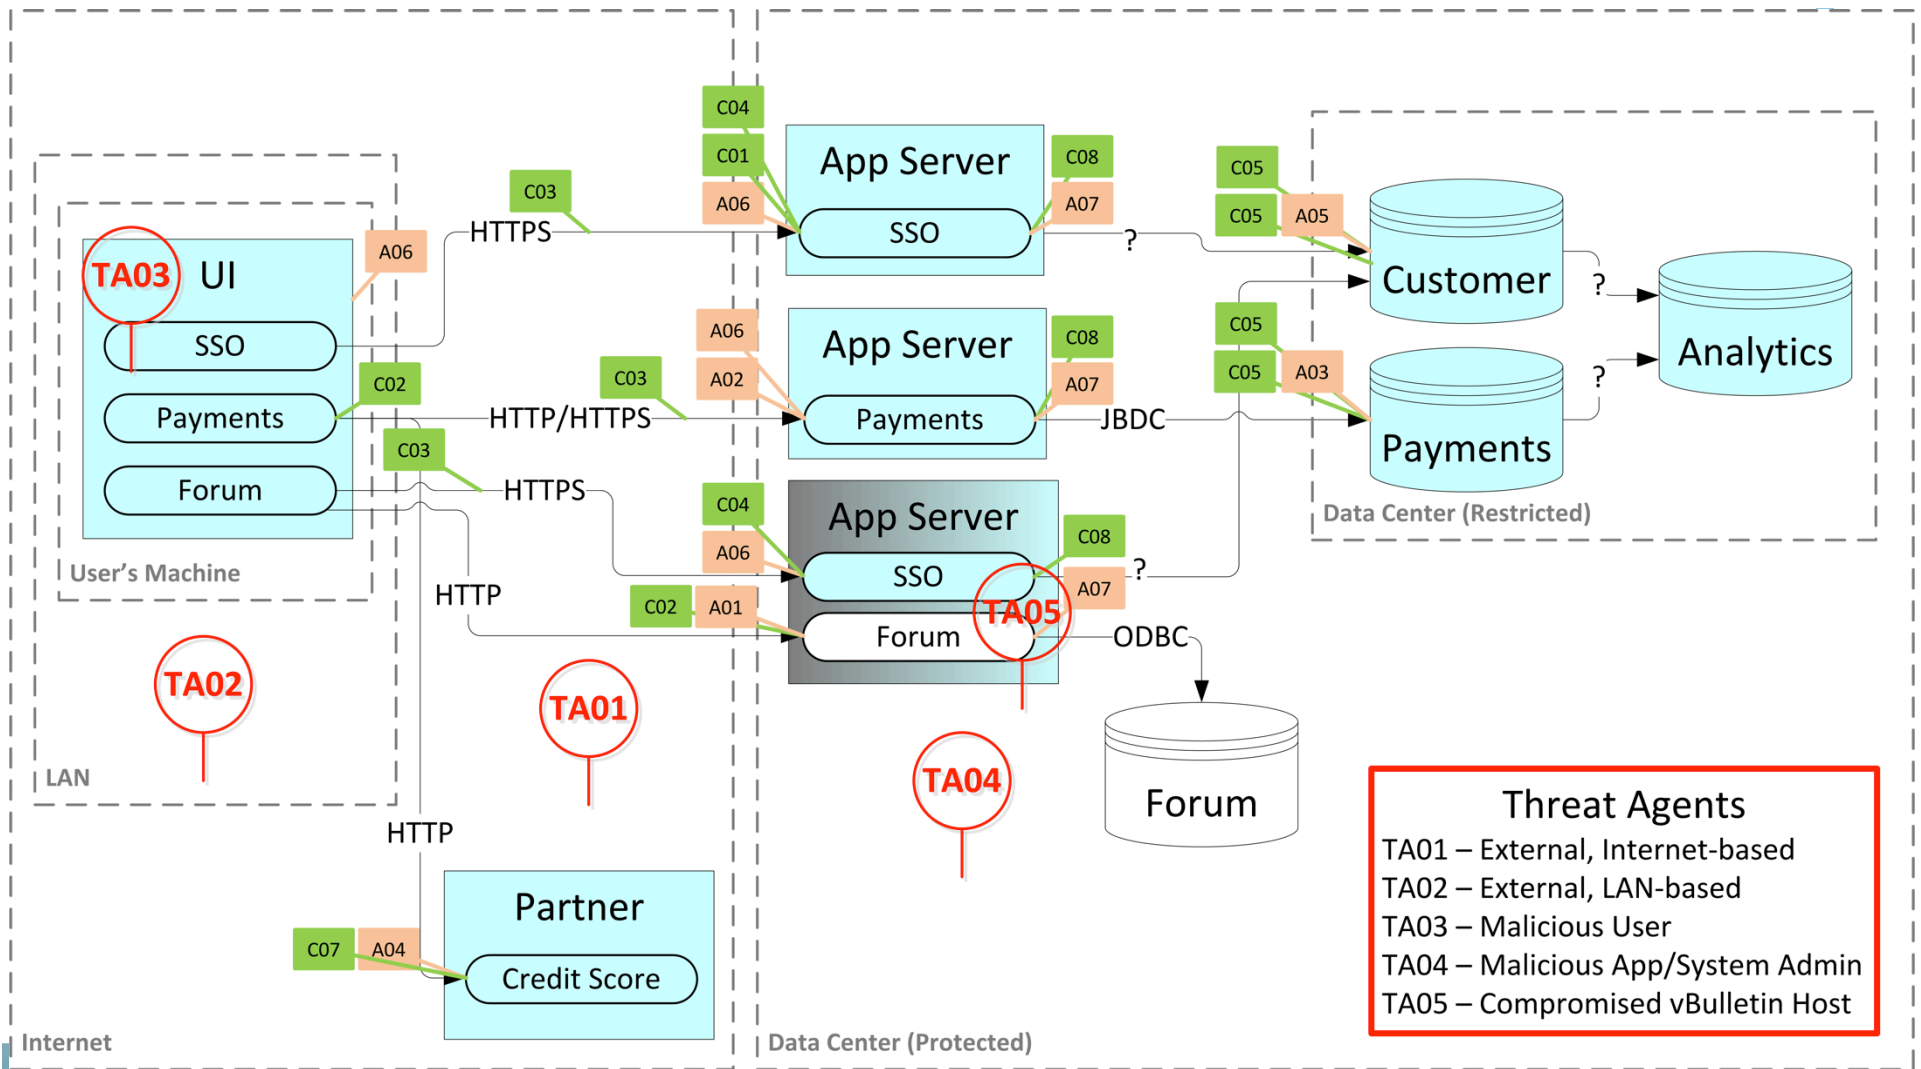 C04
C01
A06
App Server
SSO
C08
A07
C05
C05
A05
Customer
?
C03
HTTPS
?
TA03
UI
A06
SSO
C02
Payments
Forum
User's Machine
C03
HTTP/HTTPS
C03
HTTPS
A06
A02
App Server
Payments
C08
A07
JBDC
C05
C05
A03
Payments
?
Analytics
Data Center (Restricted)
C04
A06
App Server
SSO
C08
?
A07
HTTP
C02
A01
Forum
TA05
ODBC
TA02
TA01
LAN
TA04
Forum
HTTP
Partner
C07
A04
Credit Score
Internet
Data Center (Protected)
Threat Agents
TA01 – External, Internet-based
TA02 – External, LAN-based
TA03 – Malicious User
TA04 – Malicious App/System Admin
TA05 – Compromised vBulletin Host